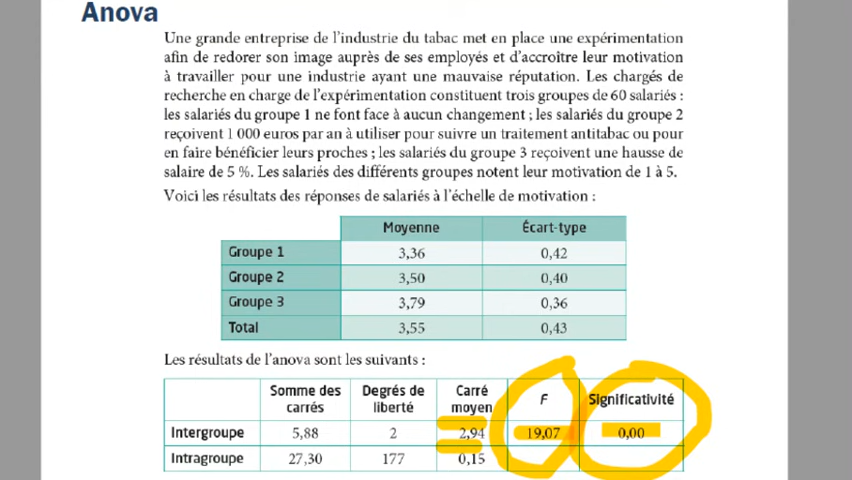 Anova
Une grande entreprise de l'industrie du tabac met en place une expérimentation
afin de redorer son image auprès de ses employés et d'accroître leur motivation
à travailler pour une industrie ayant une mauvaise réputation. Les chargés de
recherche en charge de l'expérimentation constituent trois groupes de 60 salariés :
les salariés du groupe 1 ne font face à aucun changement ; les salariés du groupe 2
reçoivent 1 000 euros par an à utiliser pour suivre un traitement antitabac ou pour
en faire bénéficier leurs proches ; les salariés du groupe 3 reçoivent une hausse de
salaire de 5 %. Les salariés des différents groupes notent leur motivation de 1 à 5.
Voici les résultats des réponses de salariés à l'échelle de motivation :
Moyenne Écart-type
Groupe 1 3,36 0,42
Groupe 2 3,50 0,40
Groupe 3 3,79 0,36
Total 3,55 0,43
Les résultats de l'anova sont les suivants :
Somme des carrés Degrés de liberté Carré moyen F Significativité
Intergroupe 5,88 2 2,94 19,07 0,00
Intragroupe 27,30 177 0,15